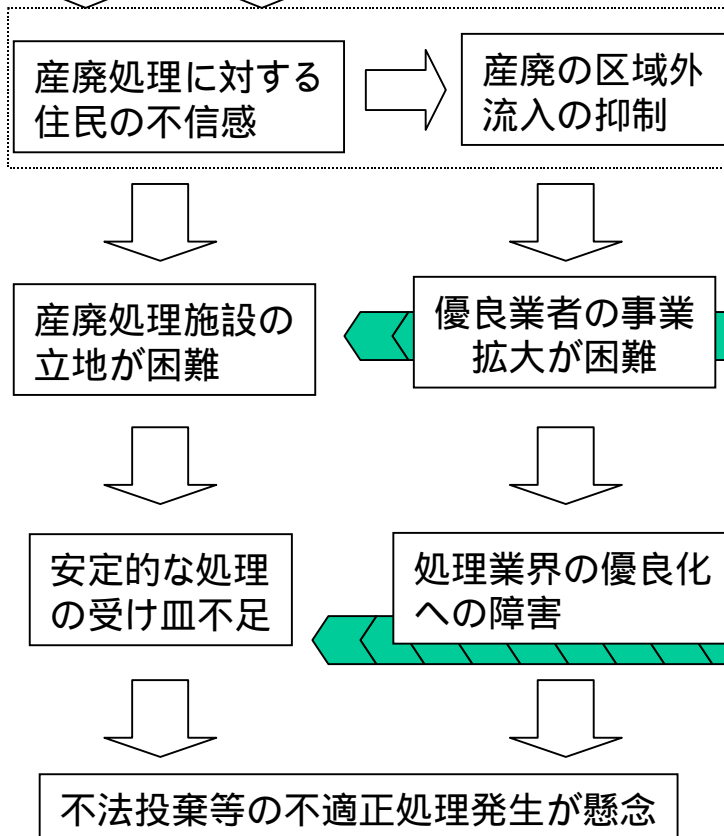 産廃処理に対する
住民の不信感
産廃の区域外
流入の抑制
産廃処理施設の
立地が困難
優良業者の事業
拡大が困難
安定的な処理
の受け皿不足
処理業界の優良化
への障害
不法投棄等の不適正処理発生が懸念